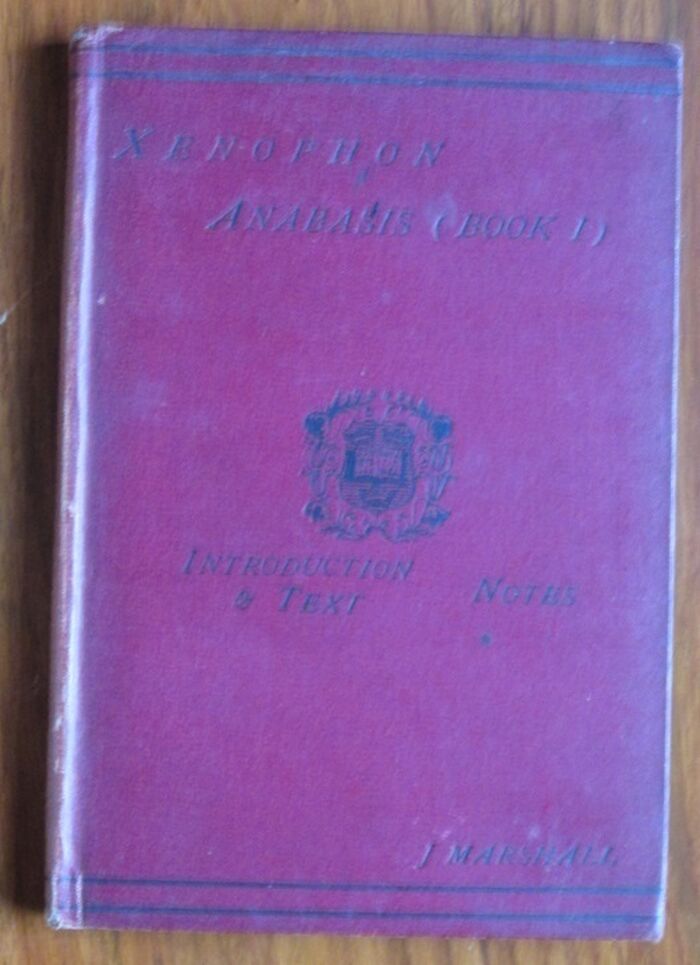 XENOPHON
ANABASIS (BOOK I)
INTRODUCTION
& TEXT
NOTES
J MARSHALL